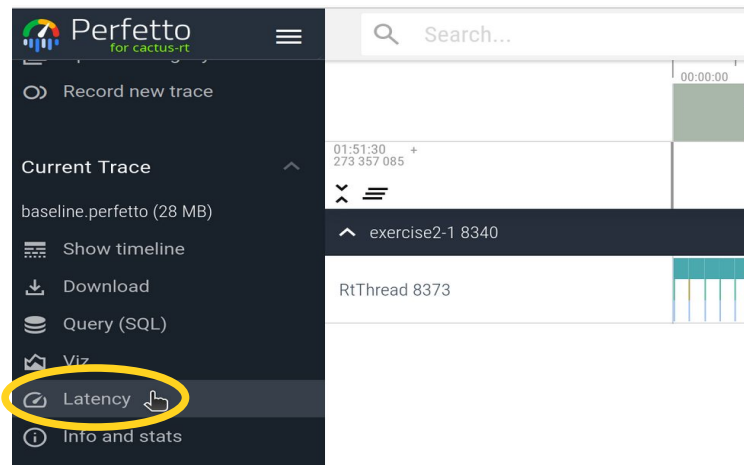 Perfetto
for cactus-rt
Search...
Record new trace
00:00:00
Current Trace
01:51:30 +
273 357 085
baseline.perfetto (28 MB)
exercise2-1 8340
Show timeline
Download
RtThread 8373
Query (SQL)
Viz
Latency
Info and stats